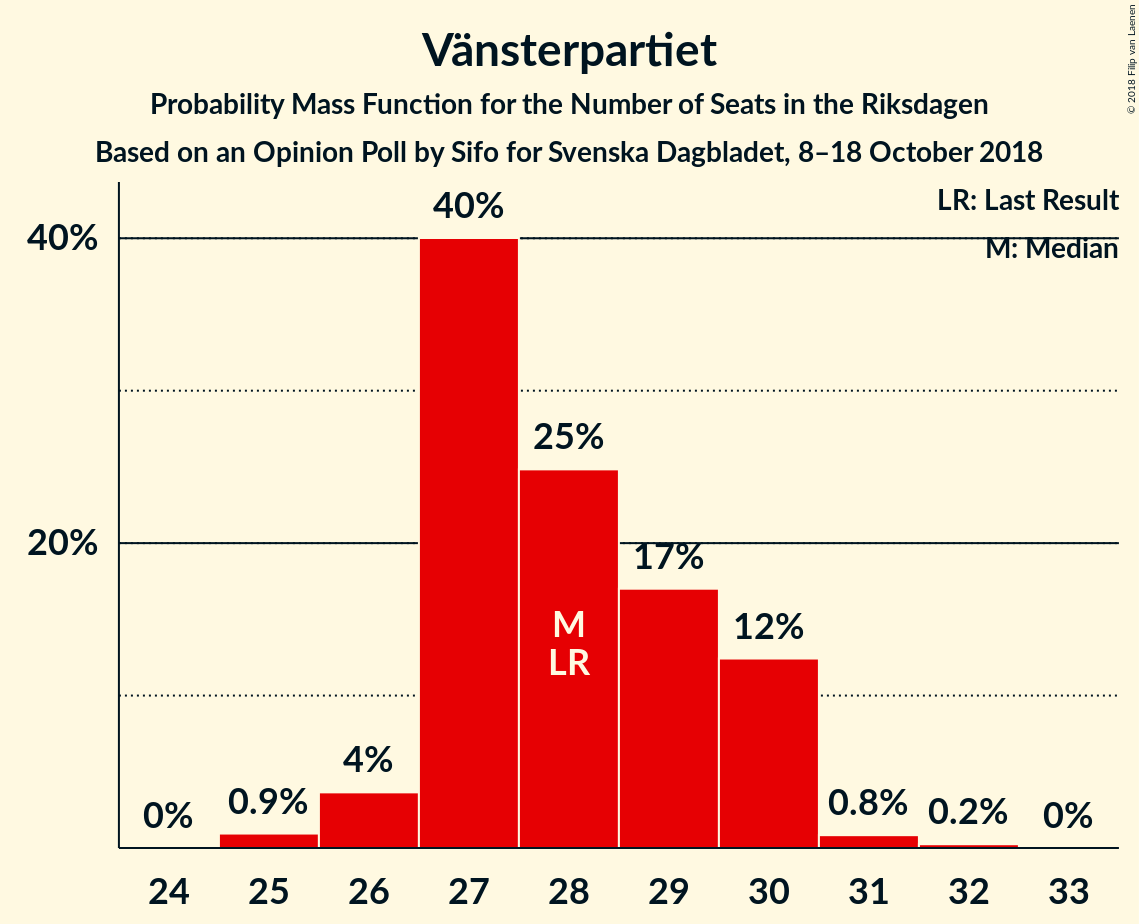 Vänsterpartiet
Probability Mass Function for the Number of Seats in the Riksdagen
Based on an Opinion Poll by Sifo for Svenska Dagbladet, 8–18 October 2018
© 2018 Filip van Laenen
LR: Last Result
M: Median
40%
20%
0%
0.9%
4%
40%
25%
17%
12%
0.8%
0.2%
0%
M
LR
24 25 26 27 28 29 30 31 32 33